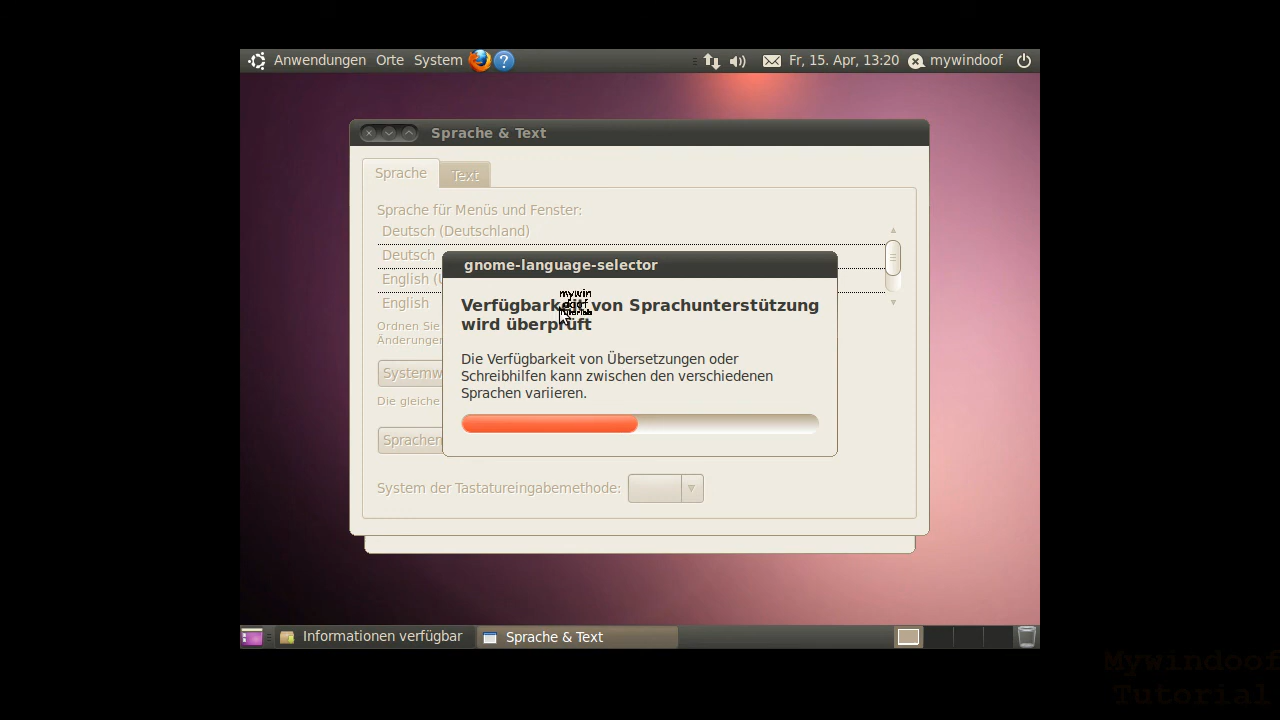 Anwendungen Orte System
Fr, 15. Apr, 13:20 mywindoof
Sprache & Text
Sprache Text
Sprache für Menüs und Fenster:
Deutsch (Deutschland)
Deutsch
English (U
English
Ordnen Sie
Änderungen
Systemw
Die gleiche
Sprachen
System der Tastatureingabemethode:
gnome-language-selector
Verfügbarkeit von Sprachunterstützung
wird überprüft
Die Verfügbarkeit von Übersetzungen oder
Schreibhilfen kann zwischen den verschiedenen
Sprachen variieren.
Informationen verfügbar
Sprache & Text
Mywindoof
Tutorial